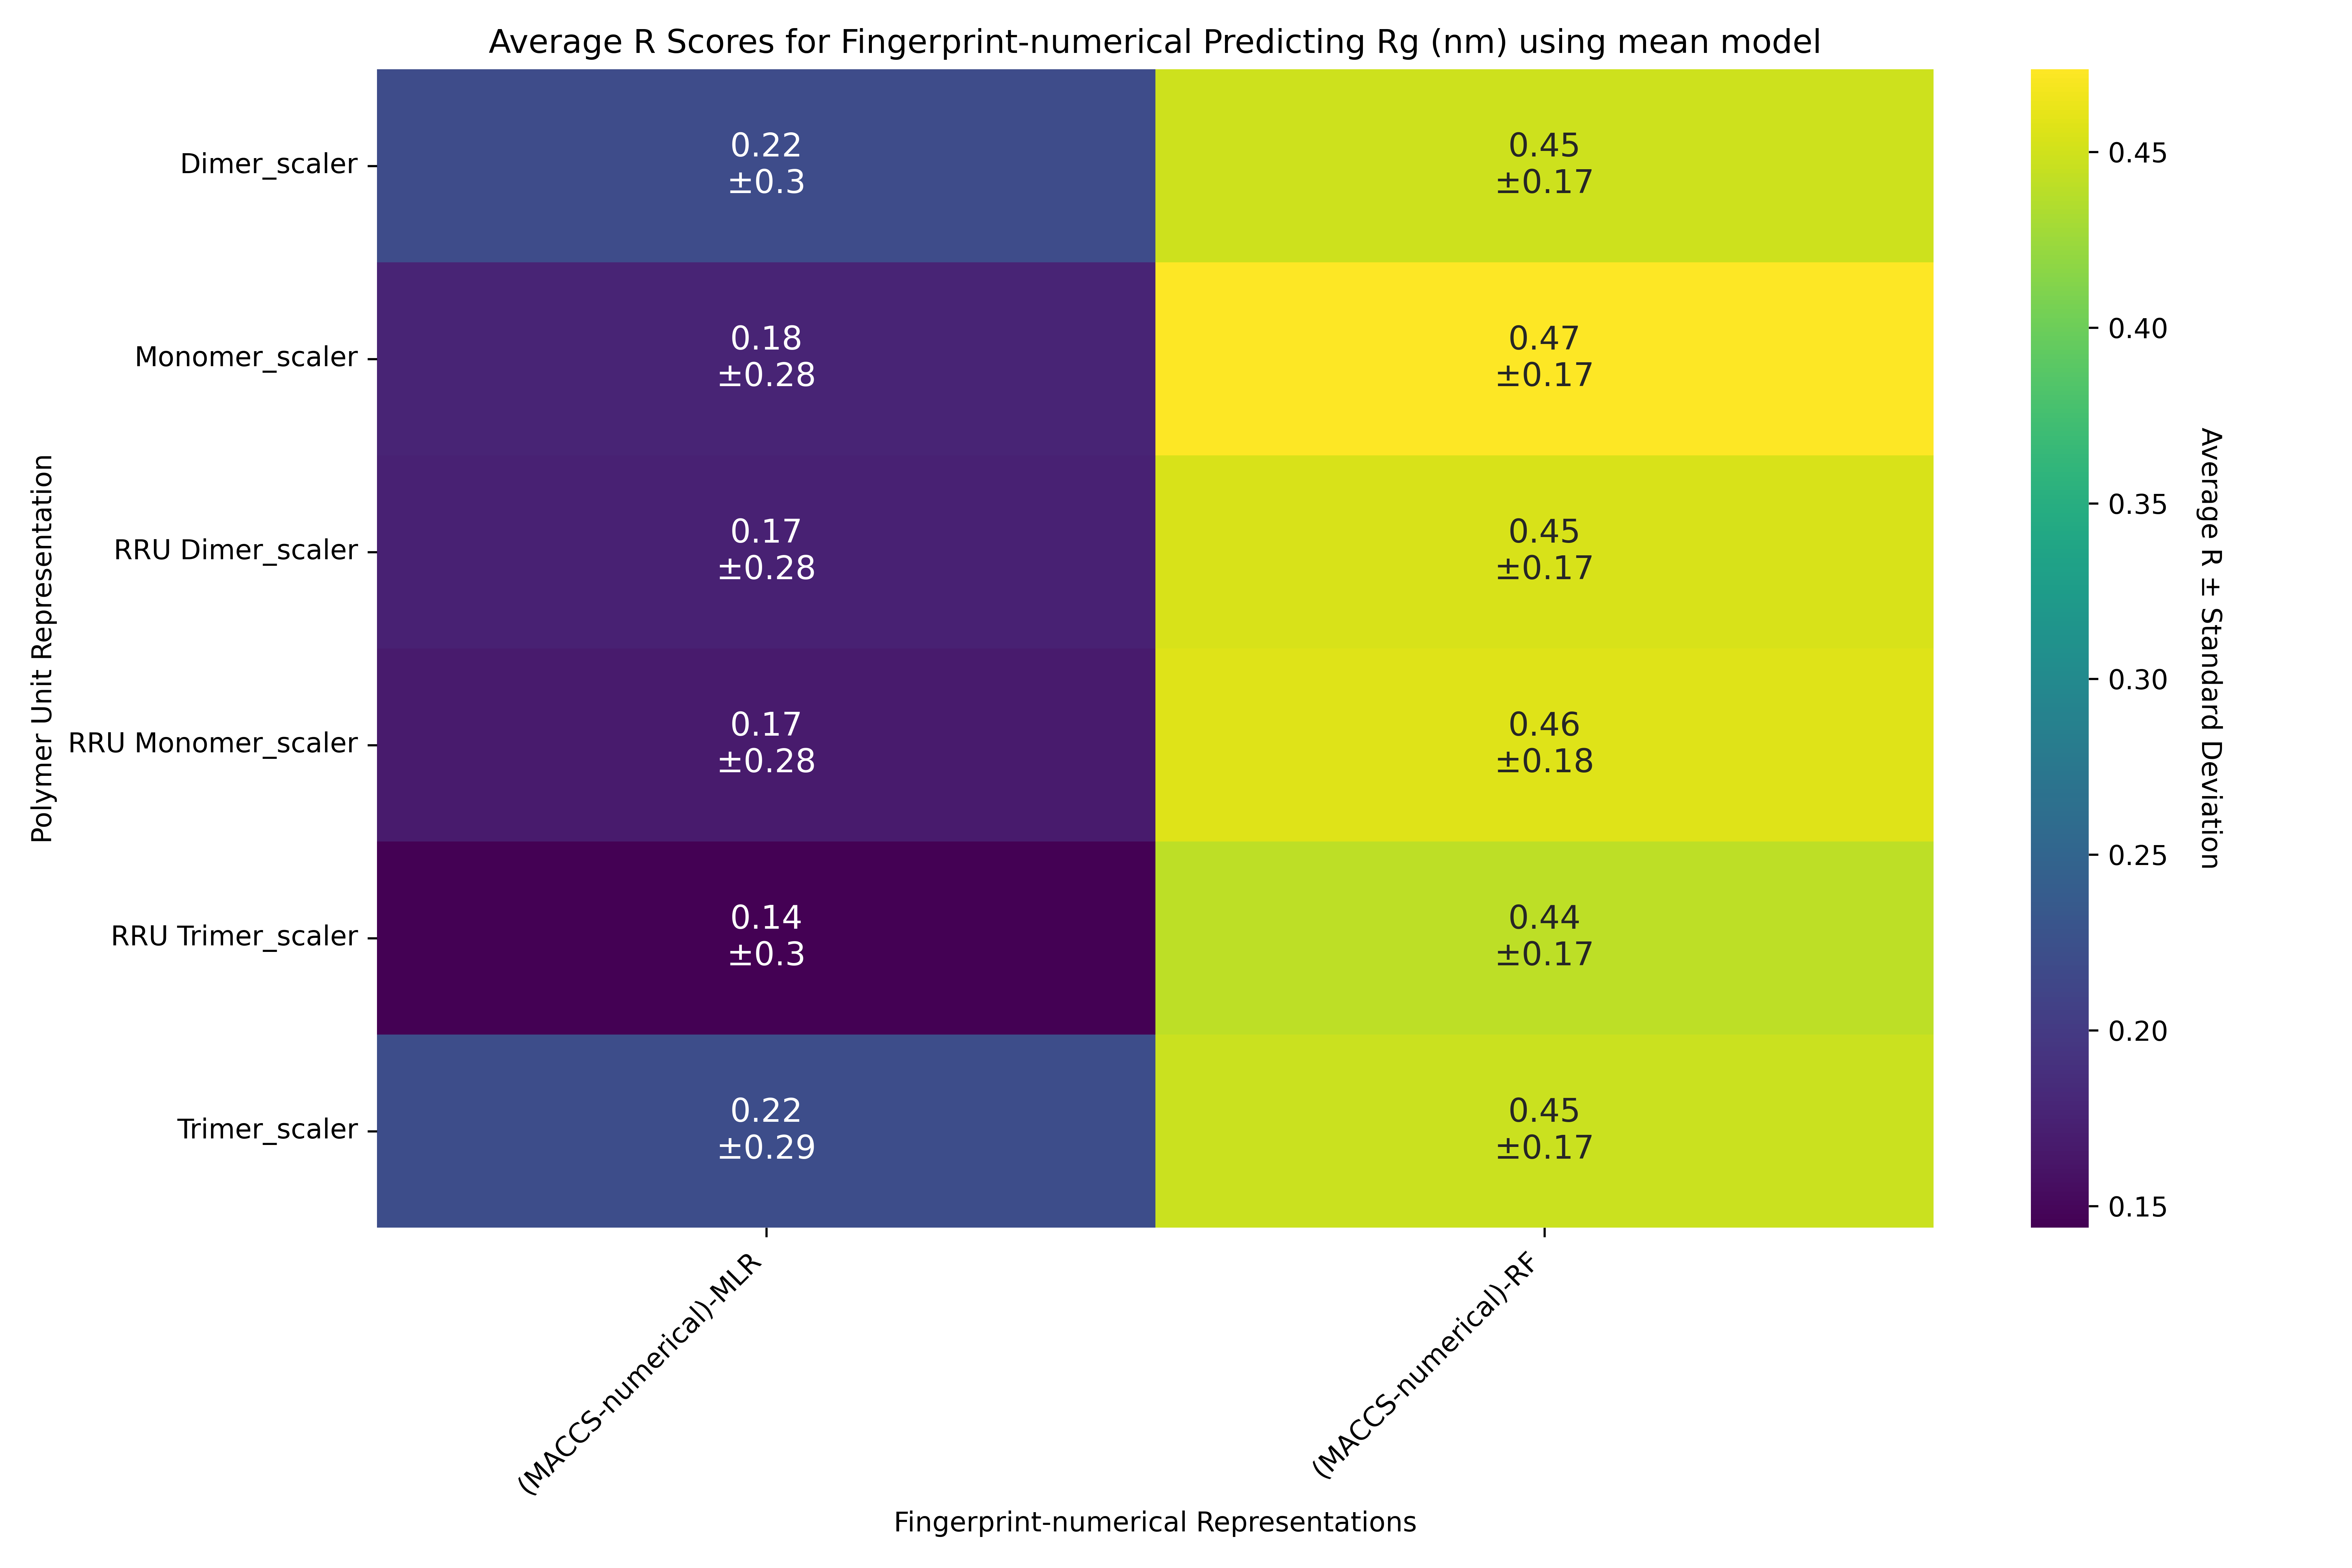 Average R Scores for Fingerprint-numerical Predicting Rg (nm) using mean model
Polymer Unit Representation
Dimer_scaler
0.22
±0.3
0.45
±0.17
Monomer_scaler
0.18
±0.28
0.47
±0.17
RRU Dimer_scaler
0.17
±0.28
0.45
±0.17
RRU Monomer_scaler
0.17
±0.28
0.46
±0.18
RRU Trimer_scaler
0.14
±0.3
0.44
±0.17
Trimer_scaler
0.22
±0.29
0.45
±0.17
(MACCS-numerical)-MLR
(MACCS-numerical)-RF
Fingerprint-numerical Representations
0.45
0.40
0.35
0.30
0.25
0.20
0.15
Average R ± Standard Deviation